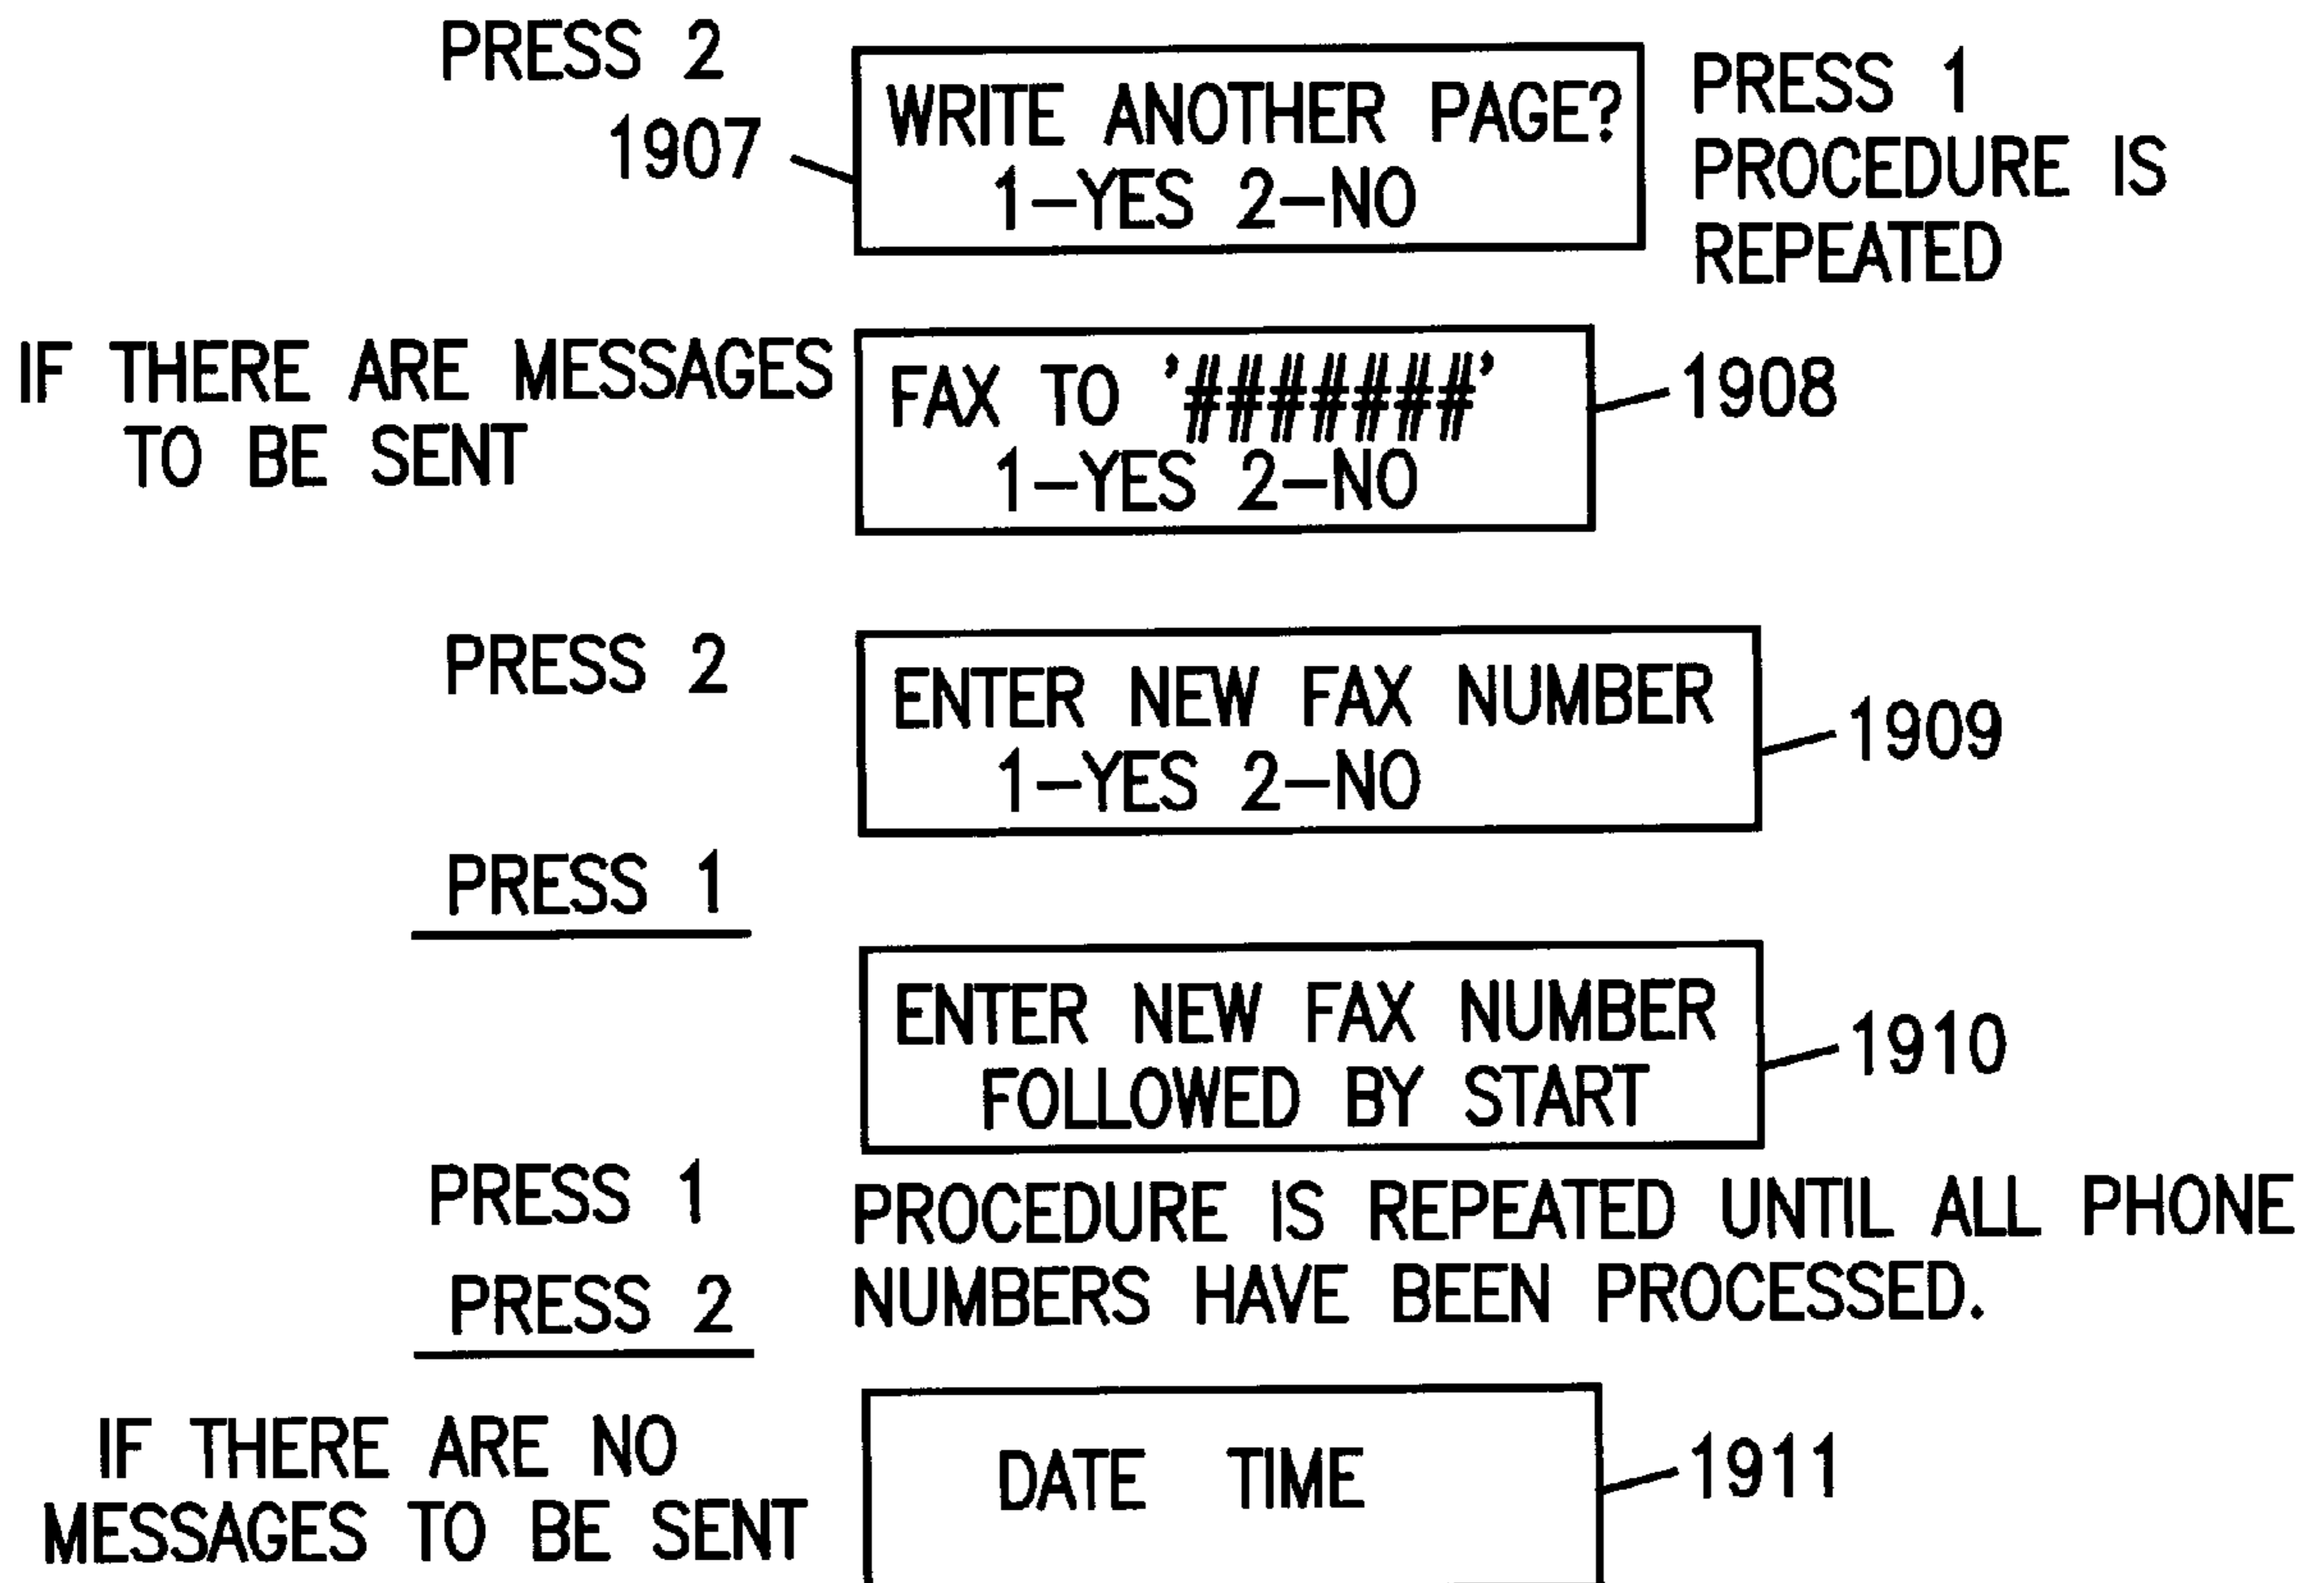 PRESS 2
1907
WRITE ANOTHER PAGE?
1–YES 2–NO
PRESS 1
PROCEDURE IS
REPEATED
IF THERE ARE MESSAGES
TO BE SENT
FAX TO '#######'
1–YES 2–NO
1908
PRESS 2
ENTER NEW FAX NUMBER
1–YES 2–NO
1909
PRESS 1
ENTER NEW FAX NUMBER
FOLLOWED BY START
1910
PRESS 1
PRESS 2
PROCEDURE IS REPEATED UNTIL ALL PHONE
NUMBERS HAVE BEEN PROCESSED.
IF THERE ARE NO
MESSAGES TO BE SENT
DATE TIME
1911